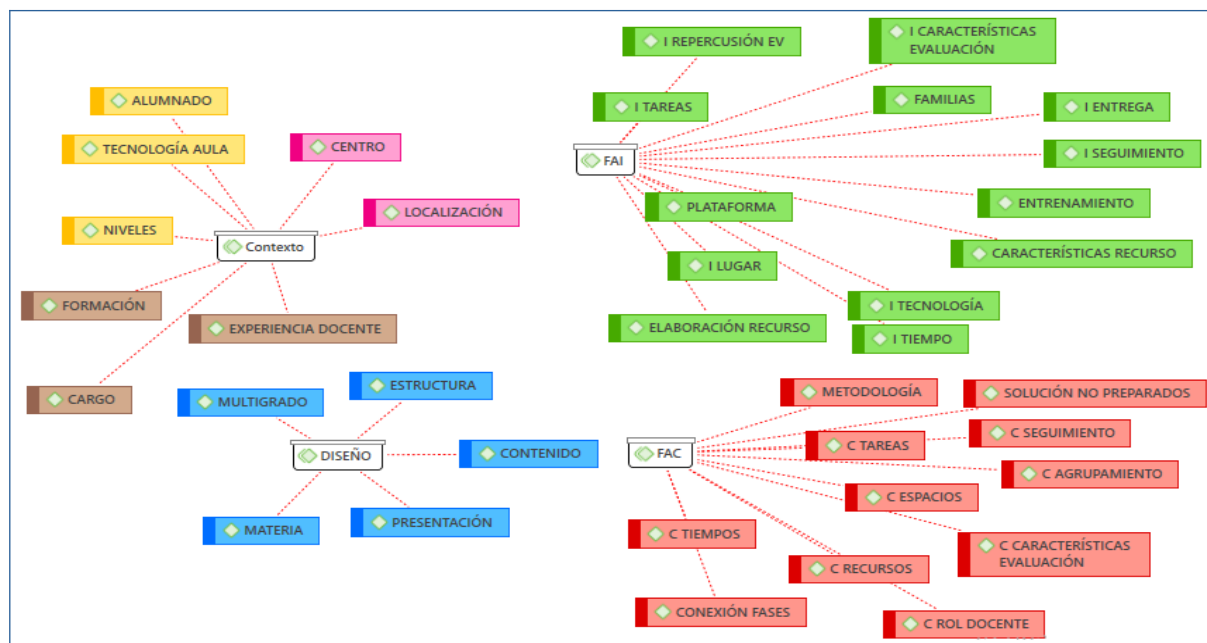 ALUMNADO
TECNOLOGÍA AULA
CENTRO
LOCALIZACIÓN
NIVELES
Contexto
FORMACIÓN
EXPERIENCIA DOCENTE
CARGO
I REPERCUSIÓN EV
I CARACTERÍSTICAS
EVALUACIÓN
I TAREAS
FAMILIAS
I ENTREGA
FAI
I SEGUIMIENTO
PLATAFORMA
ENTRENAMIENTO
I LUGAR
CARACTERÍSTICAS RECURSO
I TECNOLOGÍA
ELABORACIÓN RECURSO
I TIEMPO
MULTIGRADO
ESTRUCTURA
DISEÑO
CONTENIDO
MATERIA
PRESENTACIÓN
METODOLOGÍA
SOLUCIÓN NO PREPARADOS
C TAREAS
C SEGUIMIENTO
FAC
C AGRUPAMIENTO
C ESPACIOS
C TIEMPOS
C CARACTERÍSTICAS
EVALUACIÓN
C RECURSOS
CONEXIÓN FASES
C ROL DOCENTE